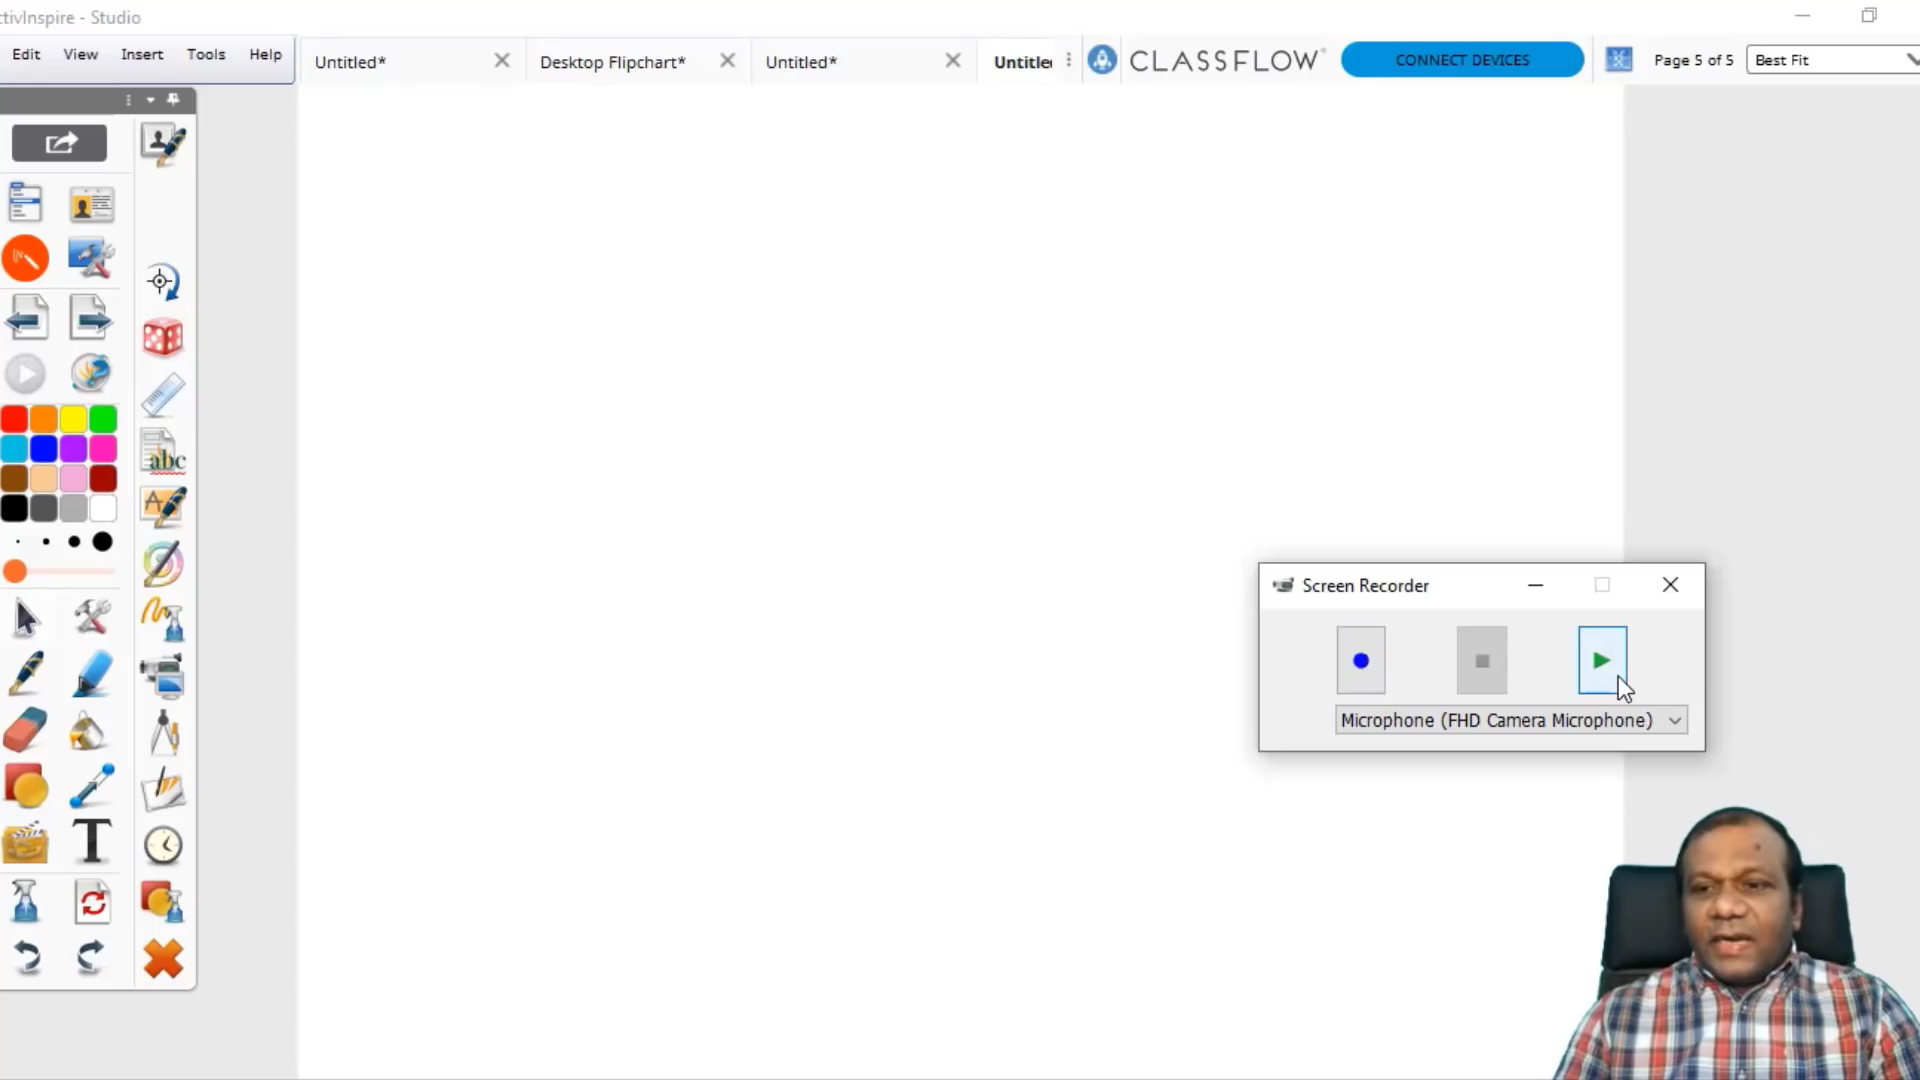 ctivInspire - Studio
Edit View Insert Tools Help
Untitled* Desktop Flipchart* Untitled* Untitle
CLASSFLOW
CONNECT DEVICES
Page 5 of 5
Best Fit
abc
A
T
Screen Recorder
Microphone (FHD Camera Microphone)